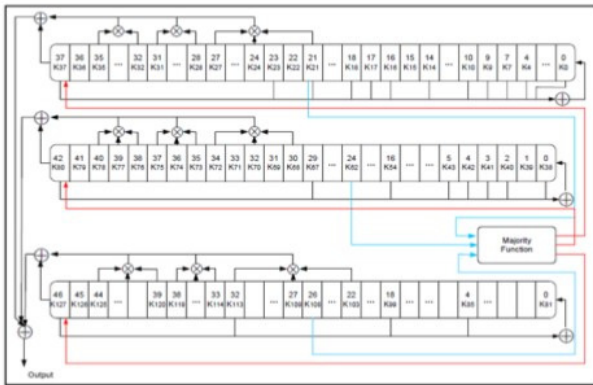 37 36 35 ... 32 31 ... 28 27 ... 24 23 22 21 ... 18 17 16 15 14 ... 10 9 7 4 ... 0
K37 K36 K35 K32 K31 K28 K27 K24 K23 K22 K21 K18 K17 K16 K15 K14 K10 K9 K7 K4 K0
42 41 40 39 38 37 36 35 34 33 32 31 30 29 ... 24 ... 16 ... 5 4 3 2 1 0
K80 K79 K78 K77 K76 K75 K74 K73 K72 K71 K70 K69 K68 K67 K62 K54 K43 K42 K41 K40 K39 K38
Majority
Function
46 45 44 ... 39 38 ... 33 32 ... 27 26 ... 22 ... 18 ... 4 ... 0
K127 K126 K125 K120 K119 K114 K113 K108 K103 K99 K85 K81
Output